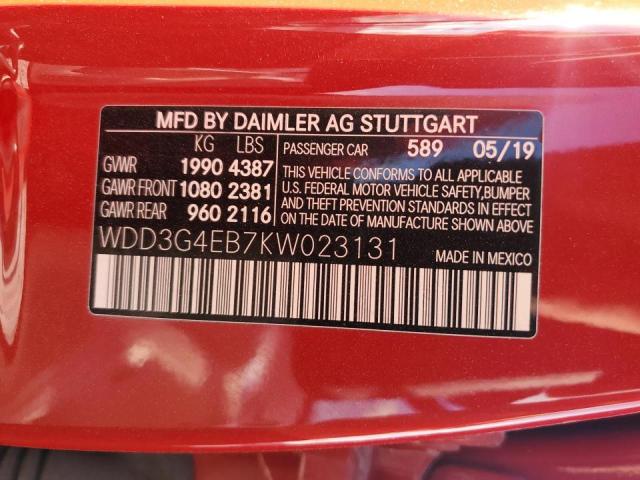 MFD BY DAIMLER AG STUTTGART
KG LBS
GVWR 1990 4387
GAWR FRONT 1080 2381
GAWR REAR 960 2116
PASSENGER CAR 589 05/19
THIS VEHICLE CONFORMS TO ALL APPLICABLE
U.S. FEDERAL MOTOR VEHICLE SAFETY, BUMPER
AND THEFT PREVENTION STANDARDS IN EFFECT
ON THE DATE OF MANUFACTURE SHOWN ABOVE.
WDD3G4EB7KW023131
MADE IN MEXICO